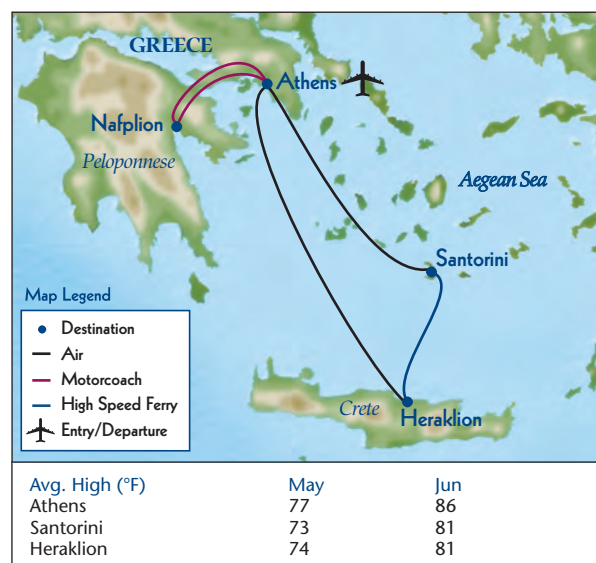 GREECE
Athens
Nafplion
Peloponnese
Aegean Sea
Santorini
Map Legend
Destination
Air
Motorcoach
High Speed Ferry
Entry/Departure
Crete
Heraklion
Avg. High (°F) May Jun
Athens 77 86
Santorini 73 81
Heraklion 74 81